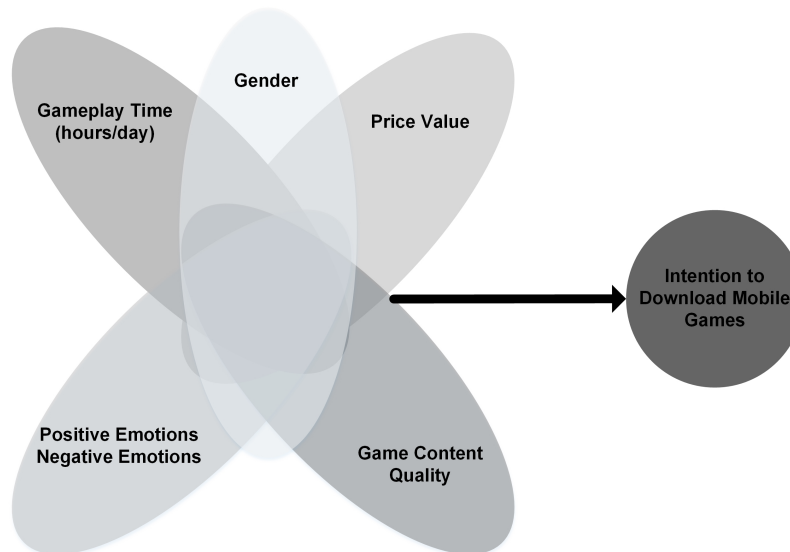 Gender
Gameplay Time
(hours/day)
Price Value
Intention to
Download Mobile
Games
Positive Emotions
Negative Emotions
Game Content
Quality